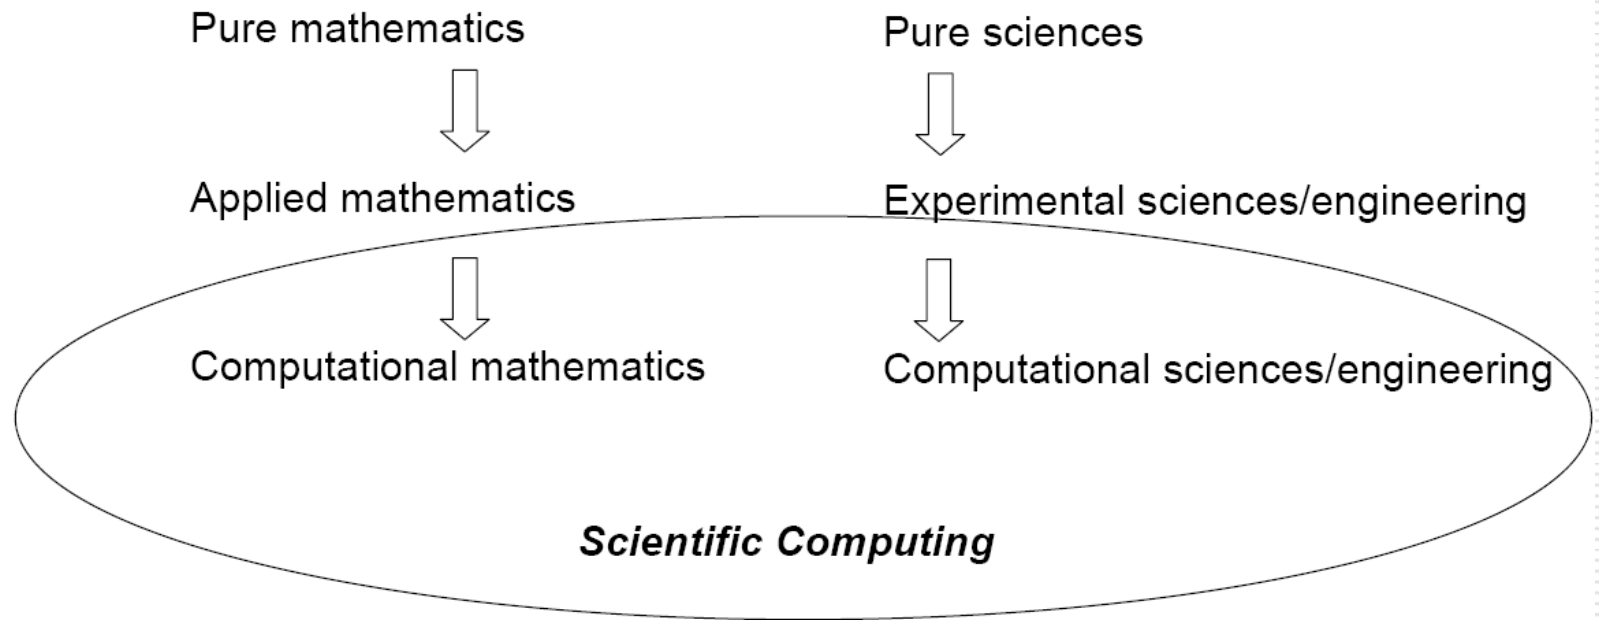 Pure mathematics
Pure sciences
Applied mathematics
Experimental sciences/engineering
Computational mathematics
Computational sciences/engineering
Scientific Computing